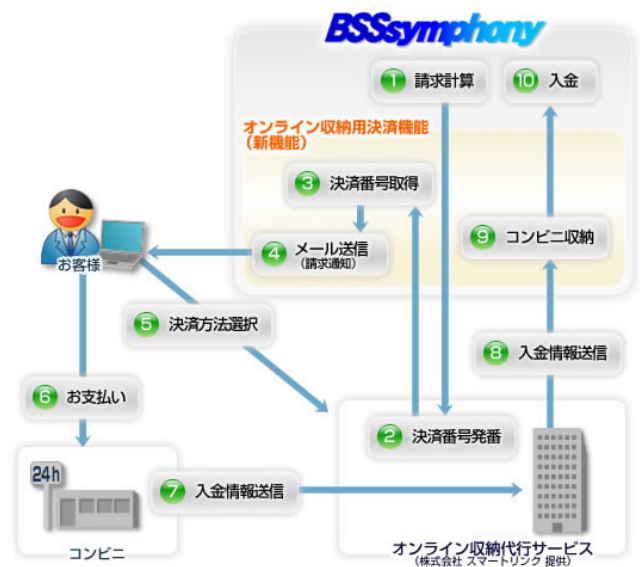 BSSsymphony
1 請求計算
10 入金
オンライン収納用決済機能
（新機能）
3 決済番号取得
4 メール送信
（請求通知）
9 コンビニ収納
お客様
5 決済方法選択
8 入金情報送信
6 お支払い
2 決済番号発番
24h
7 入金情報送信
コンビニ
オンライン収納代行サービス
（株式会社 スマートリンク 提供）